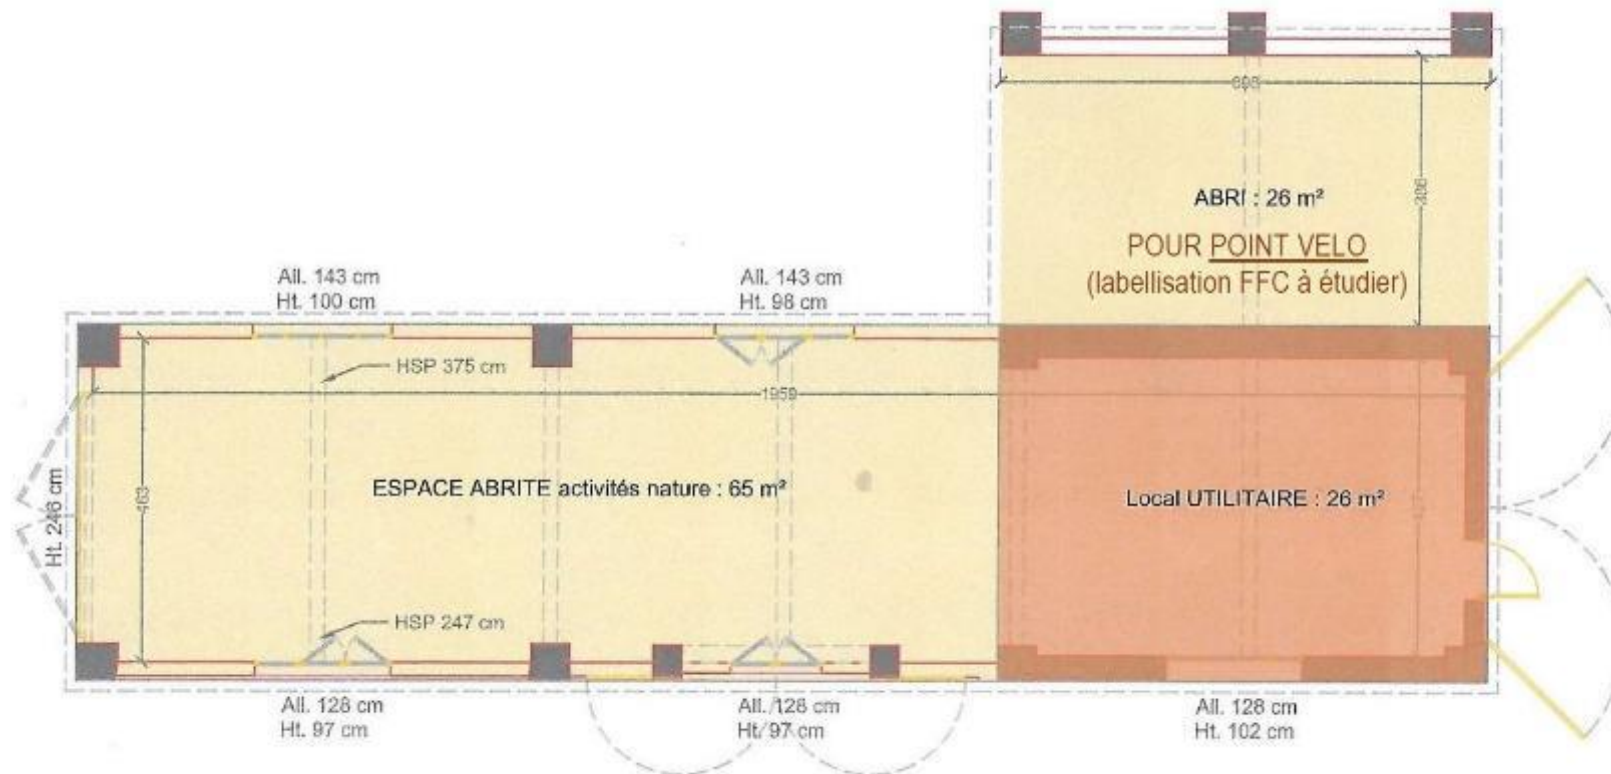 698
386
ABRI : 26 m²
POUR POINT VELO
(labellisation FFC à étudier)
All. 143 cm
Ht. 100 cm
All. 143 cm
Ht. 98 cm
HSP 375 cm
1959
Ht. 246 cm
463
ESPACE ABRITE activités nature : 65 m²
Local UTILITAIRE : 26 m²
HSP 247 cm
All. 128 cm
Ht. 97 cm
All. 128 cm
Ht. 97 cm
All. 128 cm
Ht. 102 cm